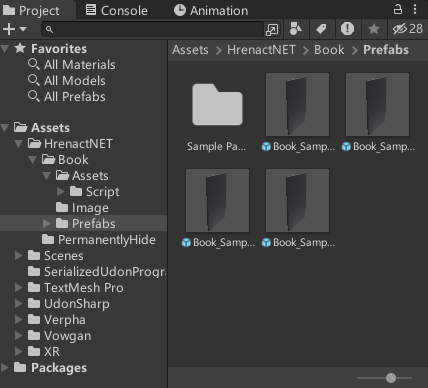 Project Console Animation
28
Favorites
All Materials
All Models
All Prefabs
Assets
HrenactNET
Book
Assets
Script
Image
Prefabs
PermanentlyHide
Scenes
SerializedUdonProgra
TextMesh Pro
UdonSharp
Verpha
Vowgan
XR
Packages
Assets > HrenactNET > Book > Prefabs
Sample Pa... Book_Samp... Book_Samp...
Book_Samp... Book_Samp...